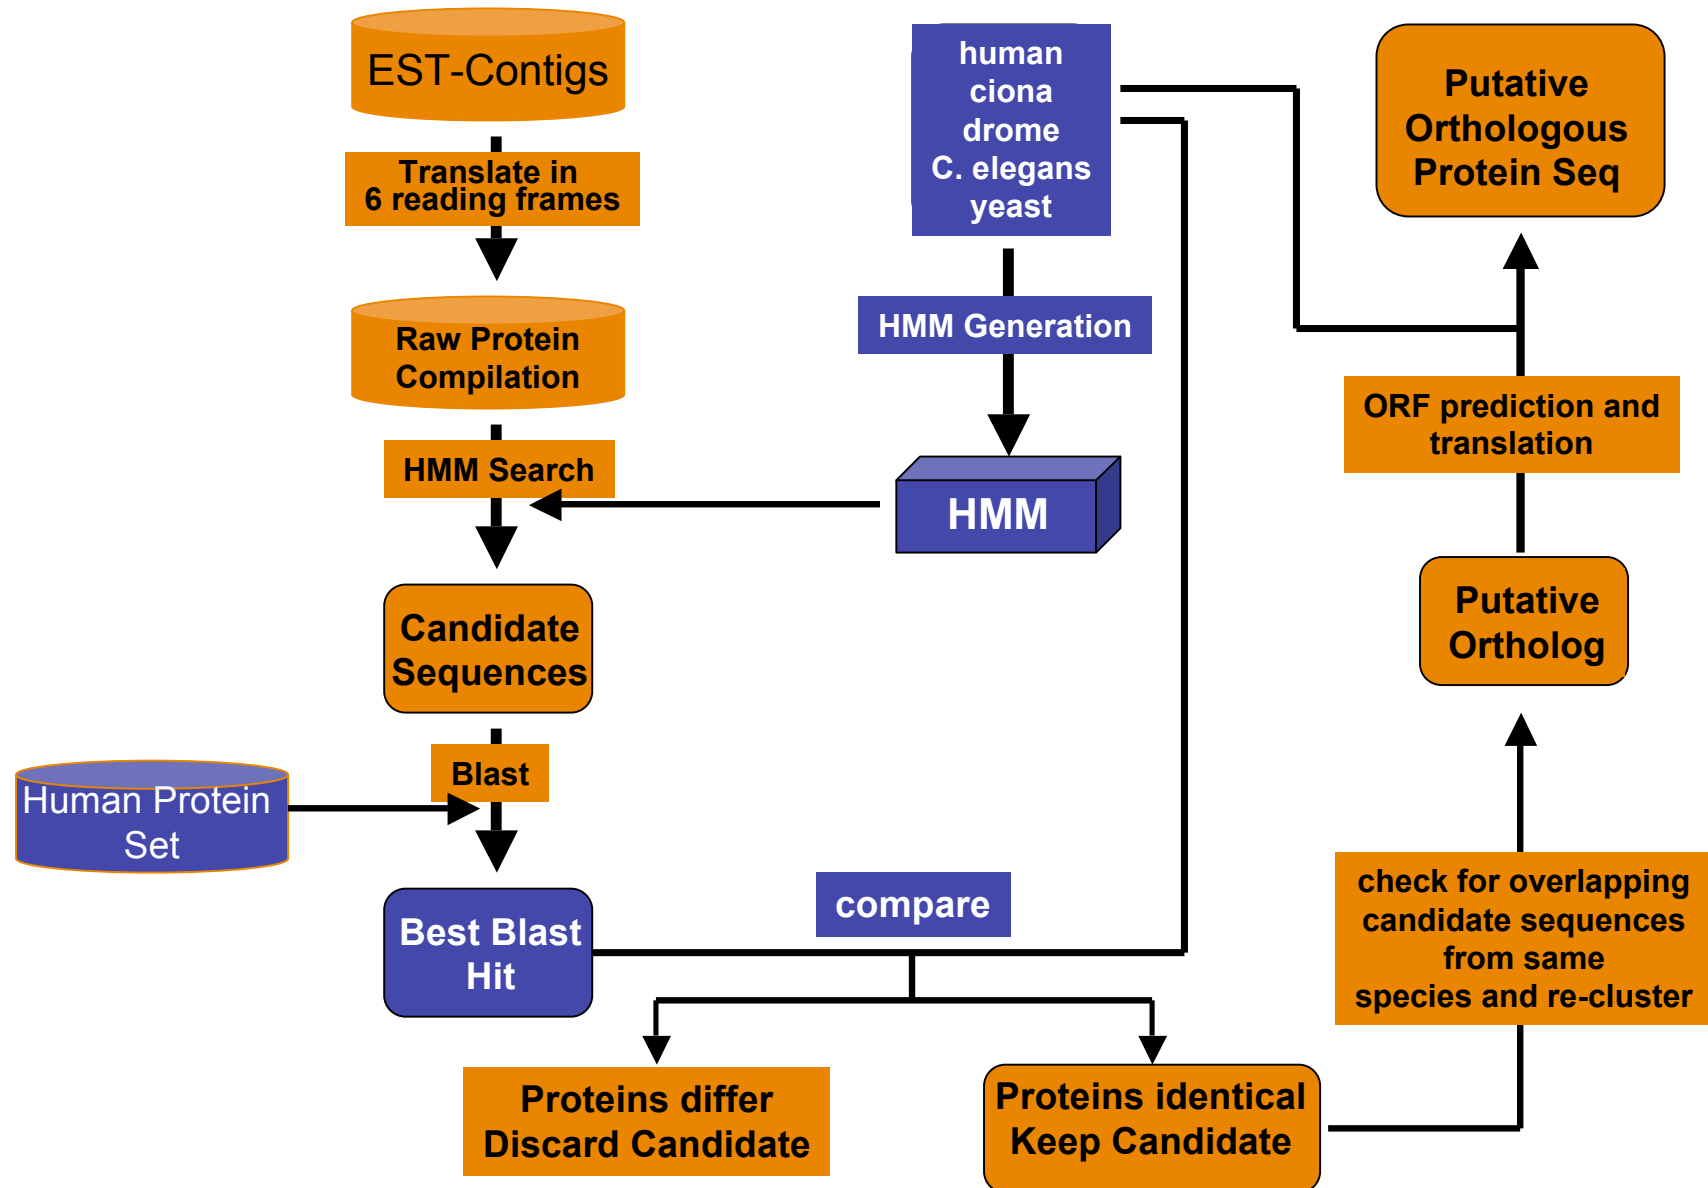 EST-Contigs
Translate in
6 reading frames
Raw Protein
Compilation
HMM Search
Candidate
Sequences
Blast
Human Protein
Set
Best Blast
Hit
human
ciona
drome
C. elegans
yeast
HMM Generation
HMM
compare
Proteins differ
Discard Candidate
Proteins identical
Keep Candidate
check for overlapping
candidate sequences
from same
species and re-cluster
Putative
Ortholog
ORF prediction and
translation
Putative
Orthologous
Protein Seq